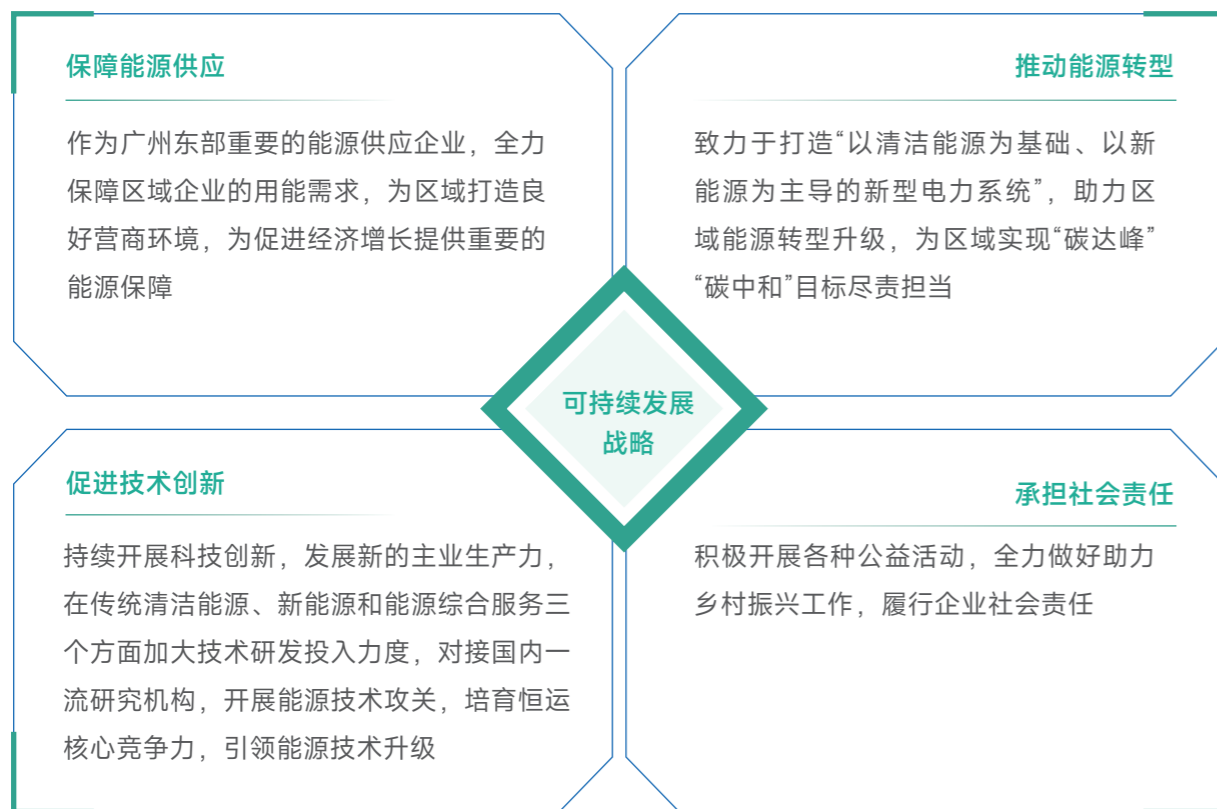 保障能源供应
作为广州东部重要的能源供应企业，全力
保障区域企业的用能需求，为区域打造良
好营商环境，为促进经济增长提供重要的
能源保障
推动能源转型
致力于打造“以清洁能源为基础、以新
能源为主导的新型电力系统”，助力区
域能源转型升级，为区域实现“碳达峰”
“碳中和”目标尽责担当
可持续发展
战略
促进技术创新
持续开展科技创新，发展新的主业生产力，
在传统清洁能源、新能源和能源综合服务三
个方面加大技术研发投入力度，对接国内一
流研究机构，开展能源技术攻关，培育恒运
核心竞争力，引领能源技术升级
承担社会责任
积极开展各种公益活动，全力做好助力
乡村振兴工作，履行企业社会责任